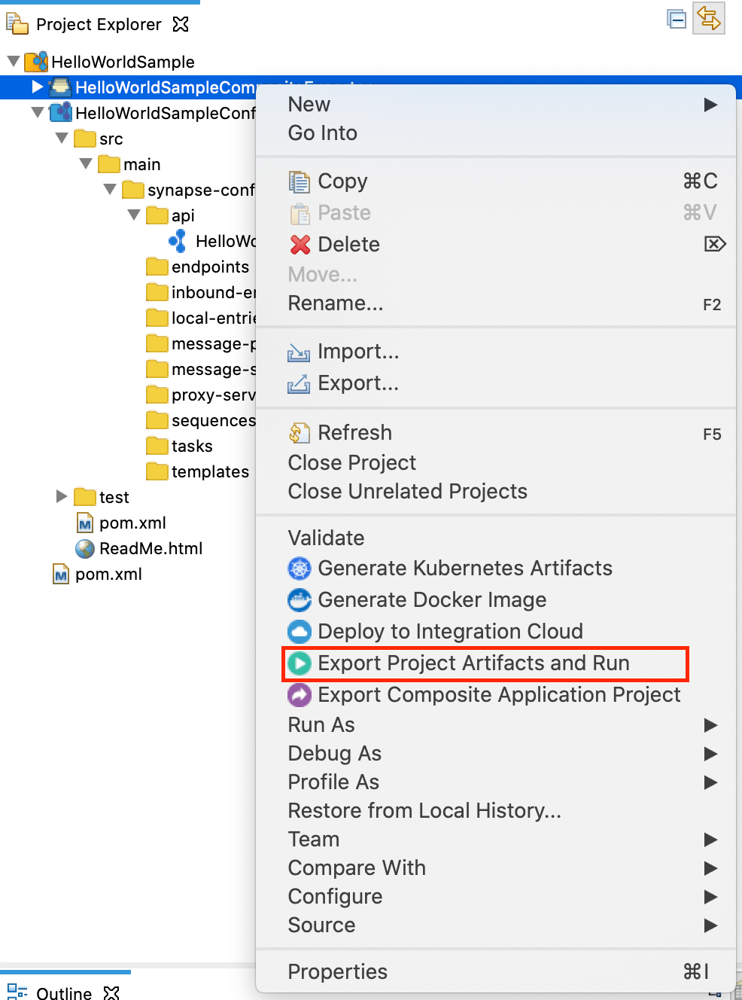 Project Explorer
HelloWorldSample
HelloWorldSampleCom
HelloWorldSampleConf
src
main
synapse-conf
api
HelloWo
endpoints
inbound-e
local-entrie
message-p
message-s
proxy-serv
sequences
tasks
templates
test
pom.xml
ReadMe.html
pom.xml
Outline
New
Go Into
Copy ⌘C
Paste ⌘V
Delete ⌦
Move...
Rename... F2
Import...
Export...
Refresh F5
Close Project
Close Unrelated Projects
Validate
Generate Kubernetes Artifacts
Generate Docker Image
Deploy to Integration Cloud
Export Project Artifacts and Run
Export Composite Application Project
Run As
Debug As
Profile As
Restore from Local History...
Team
Compare With
Configure
Source
Properties ⌘I